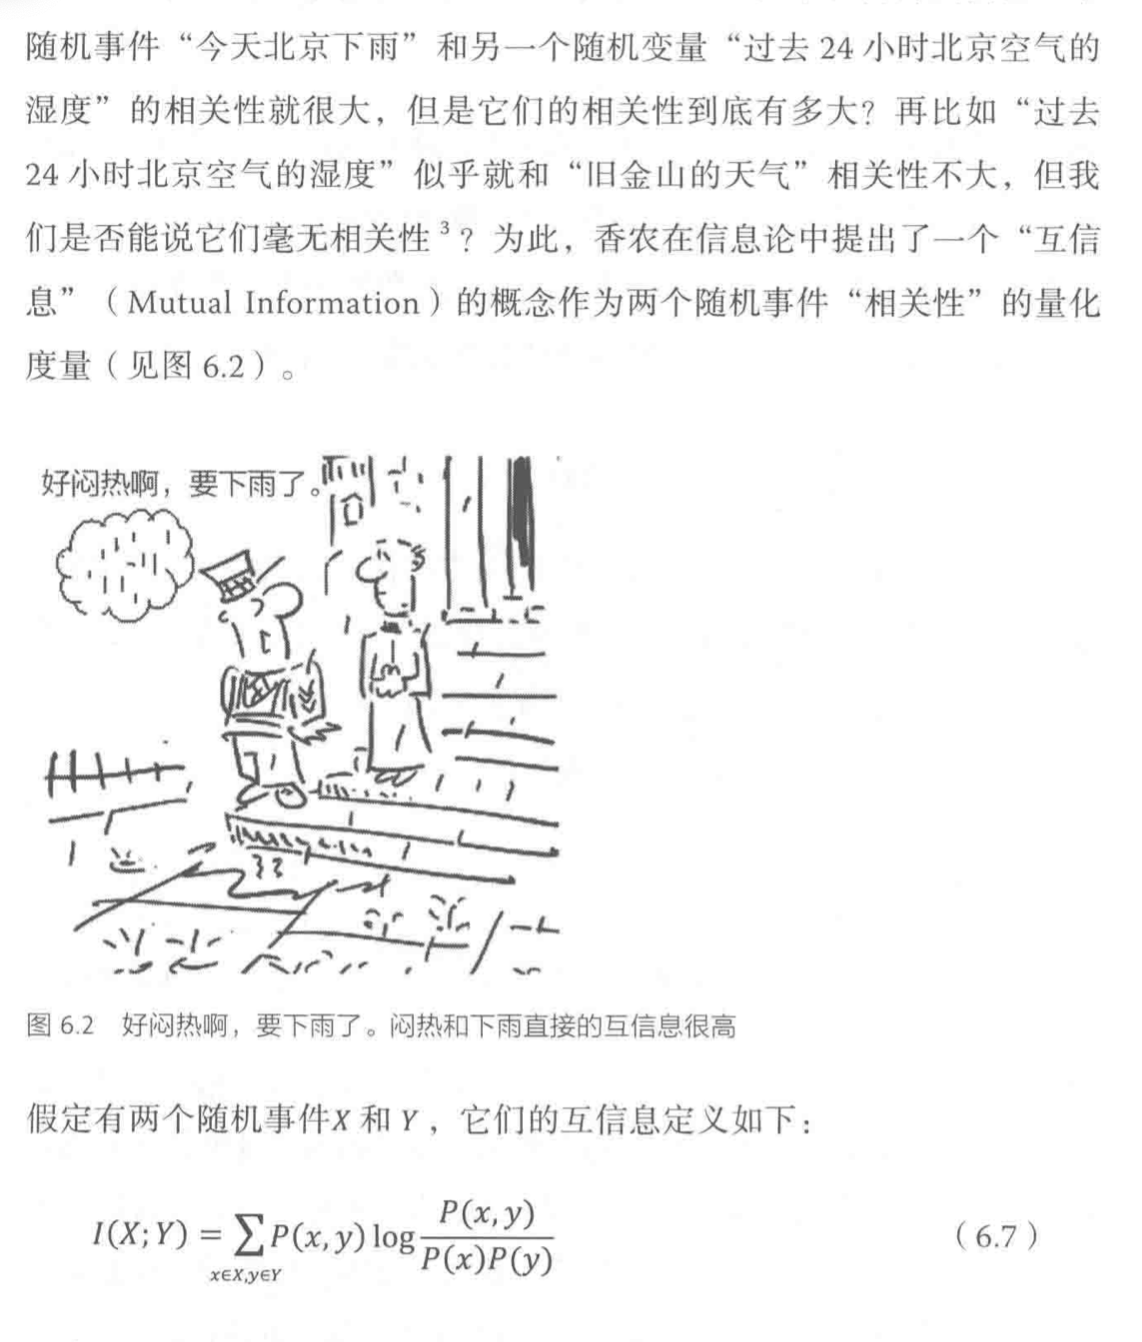 随机事件“今天北京下雨”和另一个随机变量“过去 24 小时北京空气的
湿度”的相关性就很大，但是它们的相关性到底有多大？再比如“过去
24 小时北京空气的湿度”似乎就和“旧金山的天气”相关性不大，但我
们是否能说它们毫无相关性 ³？为此，香农在信息论中提出了一个“互信
息”（Mutual Information）的概念作为两个随机事件“相关性”的量化
度量（见图 6.2）。
好闷热啊，要下雨了。
图 6.2 好闷热啊，要下雨了。闷热和下雨直接的互信息很高
假定有两个随机事件X 和 Y，它们的互信息定义如下：
I(X;Y) = ∑_{x∈X,y∈Y} P(x,y) log P(x,y) / P(x)P(y) （6.7）